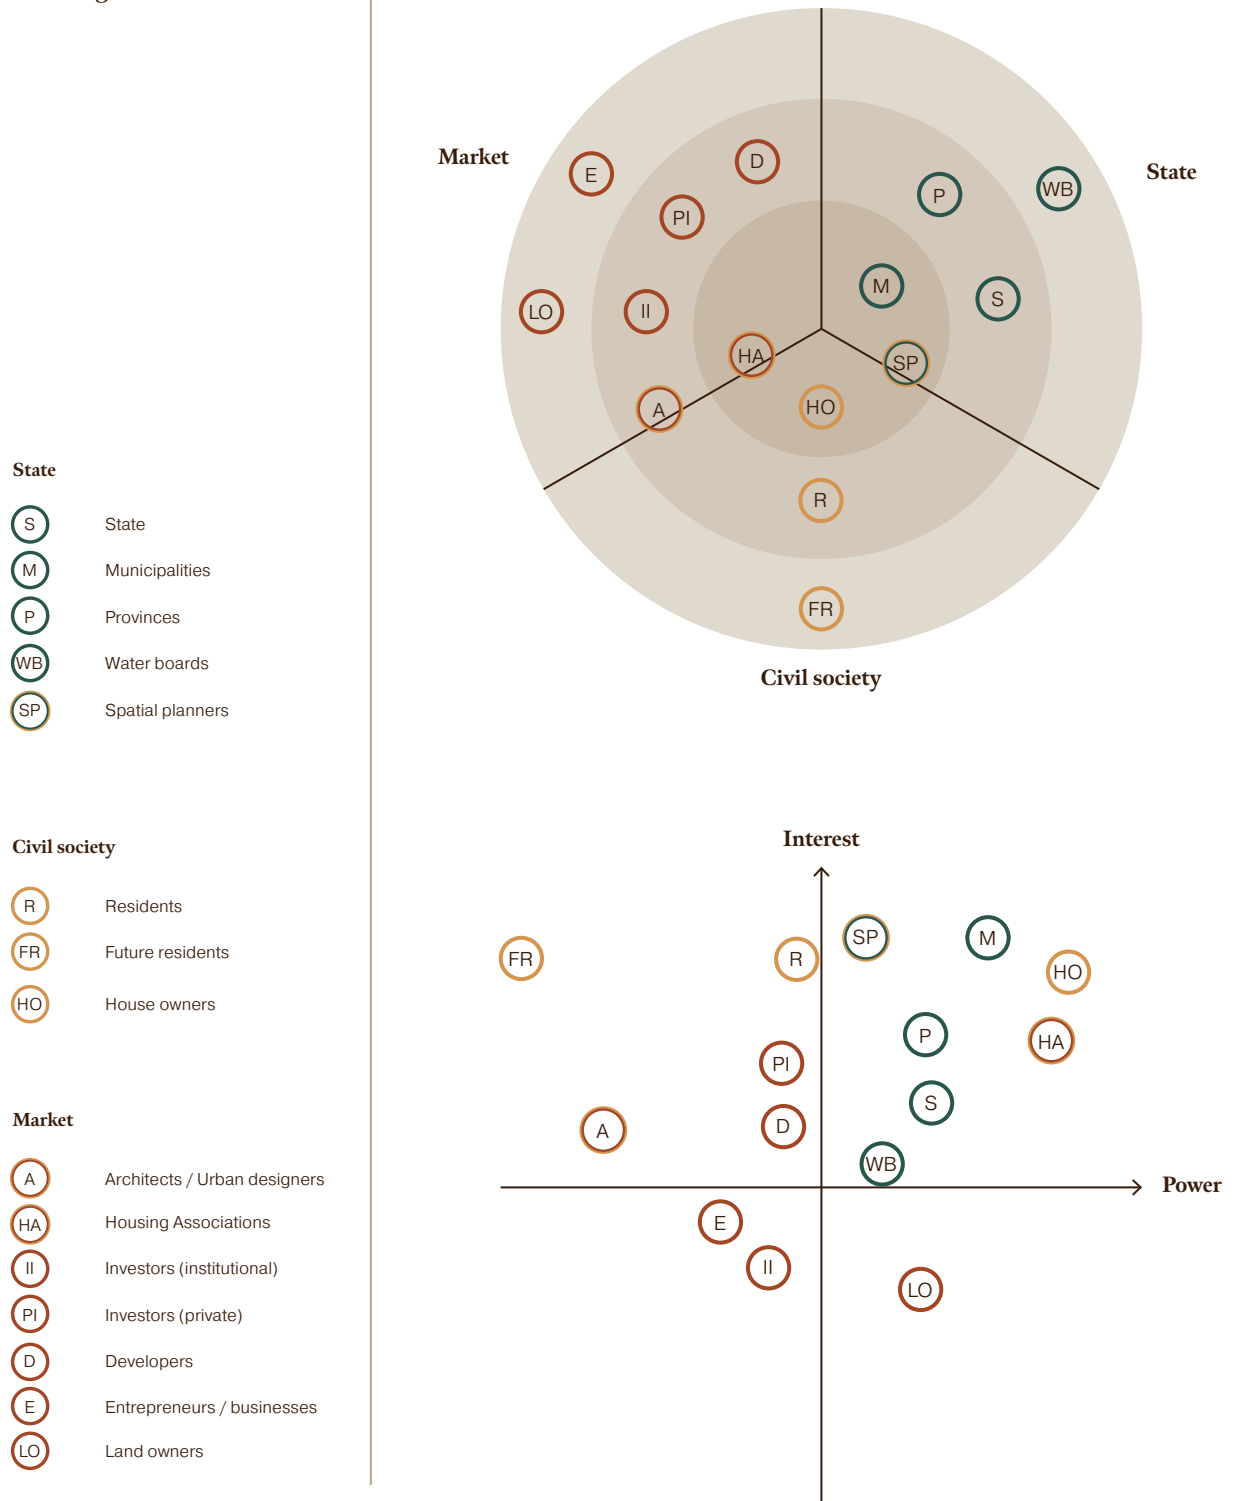 State
S State
M Municipalities
P Provinces
WB Water boards
SP Spatial planners
Civil society
R Residents
FR Future residents
HO House owners
Market
A Architects / Urban designers
HA Housing Associations
II Investors (institutional)
PI Investors (private)
D Developers
E Entrepreneurs / businesses
LO Land owners
Market
State
Civil society
D
E
WB
P
PI
M
S
LO
II
HA
SP
HO
A
R
FR
Interest
Power
SP
M
FR
R
HO
P
HA
PI
S
D
A
WB
E
II
LO